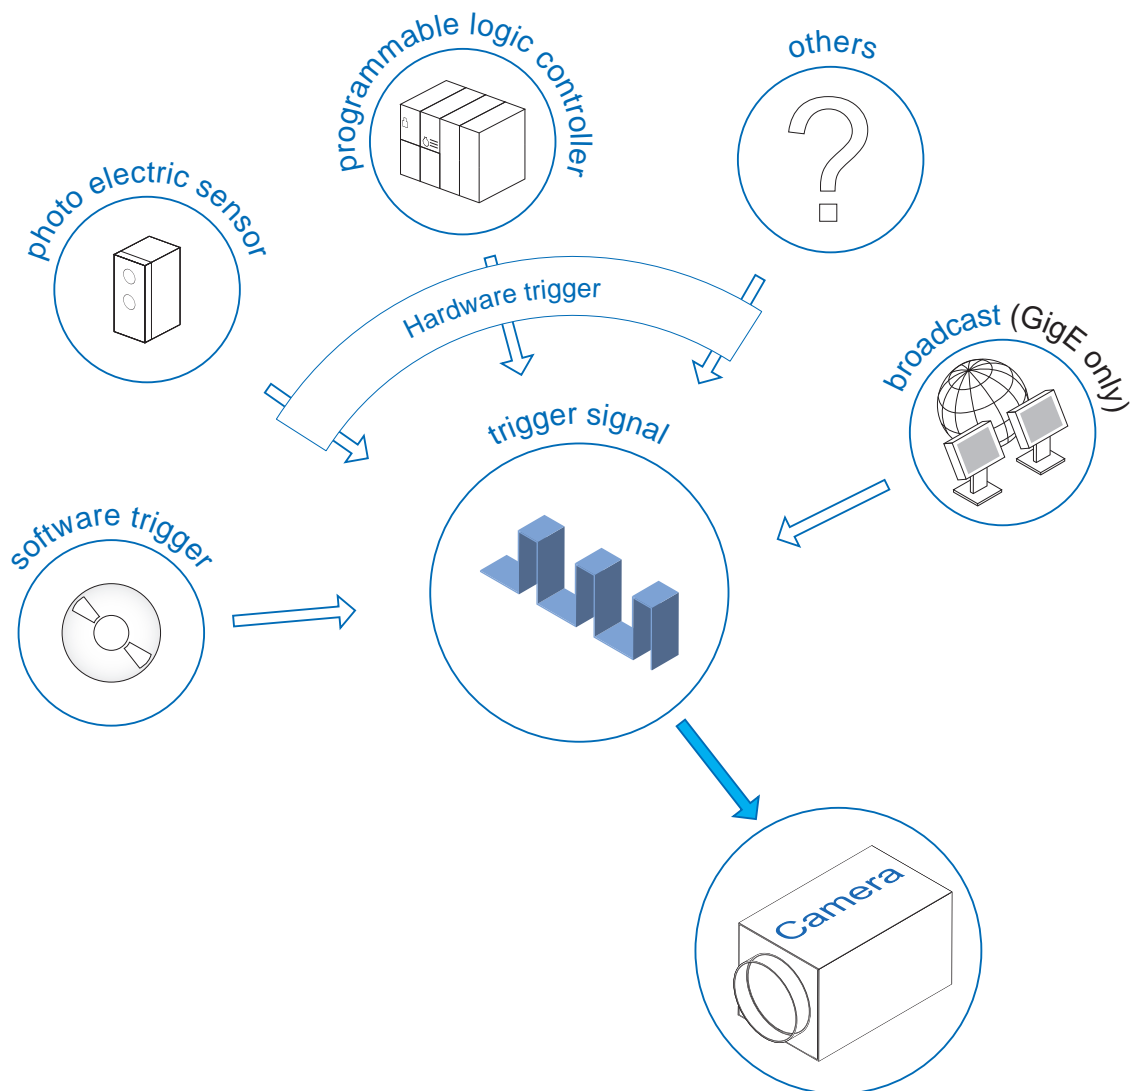 programmable logic controller
others
photo electric sensor
Hardware trigger
broadcast (GigE only)
trigger signal
software trigger
Camera